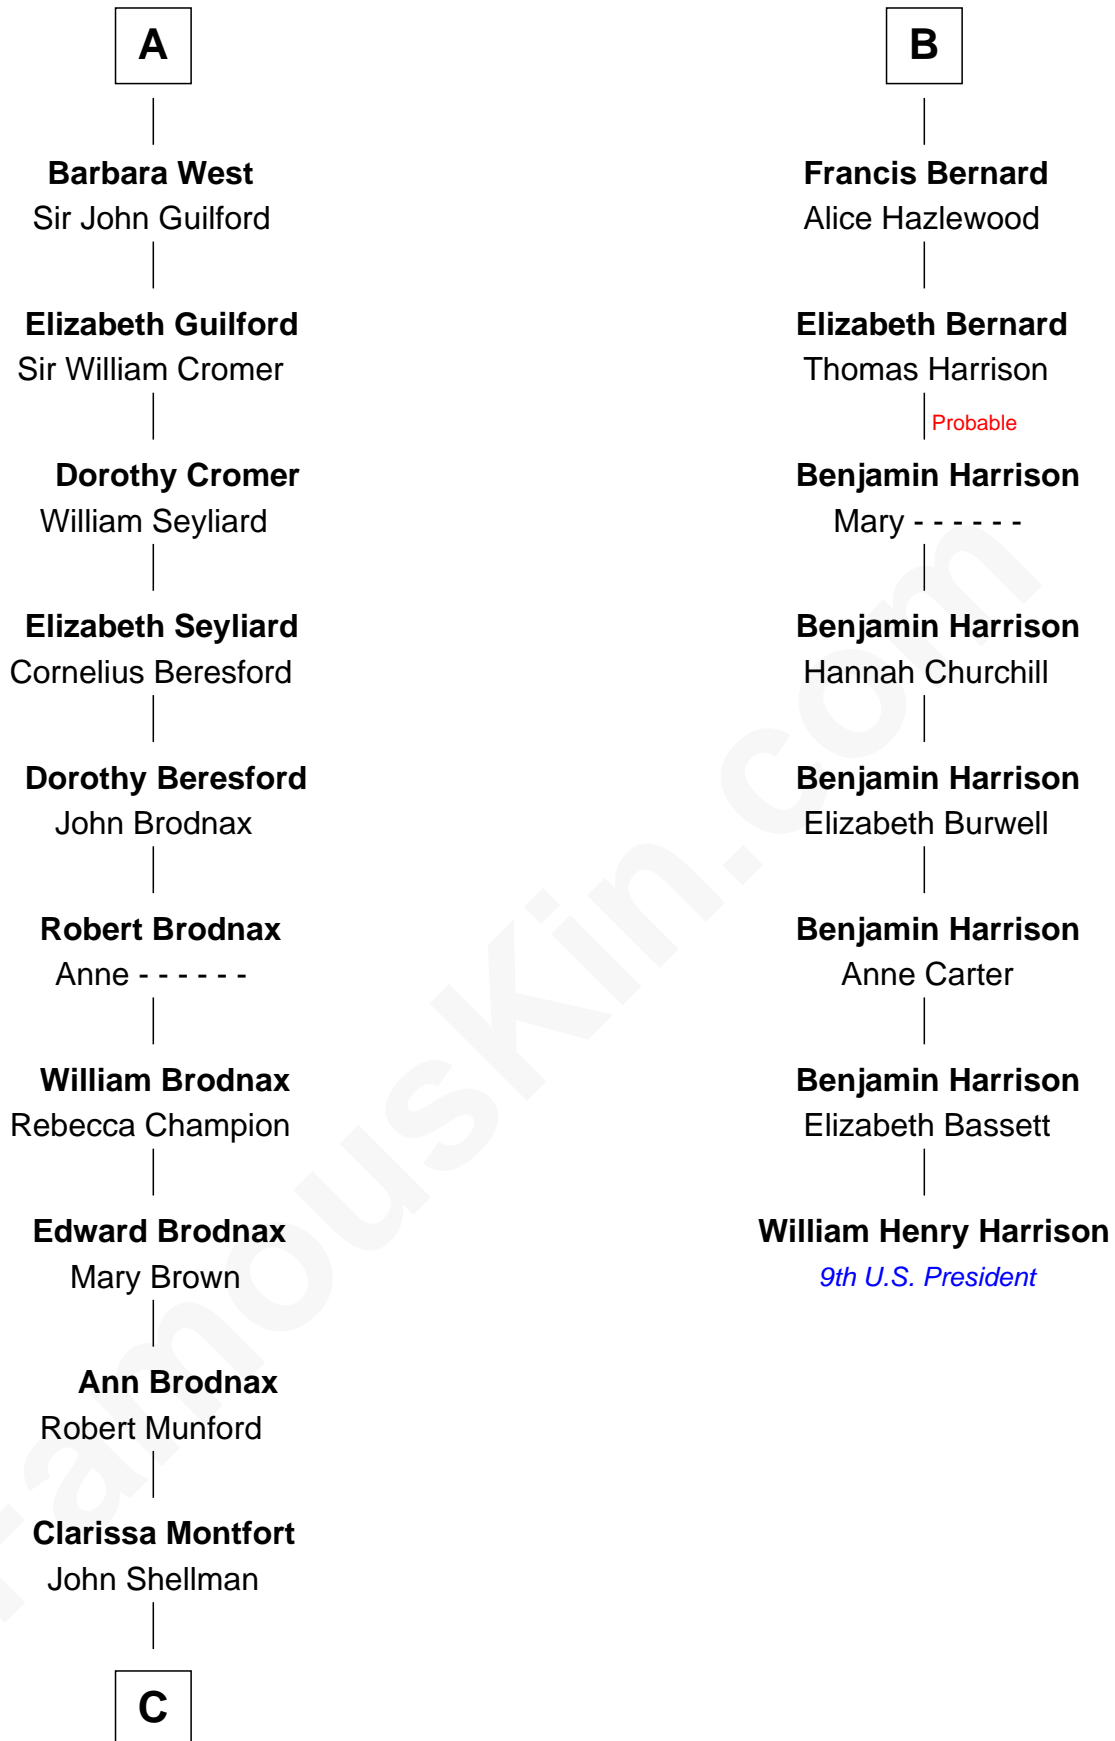 A
Barbara West
Sir John Guilford
Elizabeth Guilford
Sir William Cromer
Dorothy Cromer
William Seyliard
Elizabeth Seyliard
Cornelius Beresford
Dorothy Beresford
John Brodnax
Robert Brodnax
Anne - - - - - -
William Brodnax
Rebecca Champion
Edward Brodnax
Mary Brown
Ann Brodnax
Robert Munford
Clarissa Montfort
John Shellman
C
B
Francis Bernard
Alice Hazlewood
Elizabeth Bernard
Thomas Harrison
Probable
Benjamin Harrison
Mary - - - - - -
Benjamin Harrison
Hannah Churchill
Benjamin Harrison
Elizabeth Burwell
Benjamin Harrison
Anne Carter
Benjamin Harrison
Elizabeth Bassett
William Henry Harrison
9th U.S. President
FamousKin.com